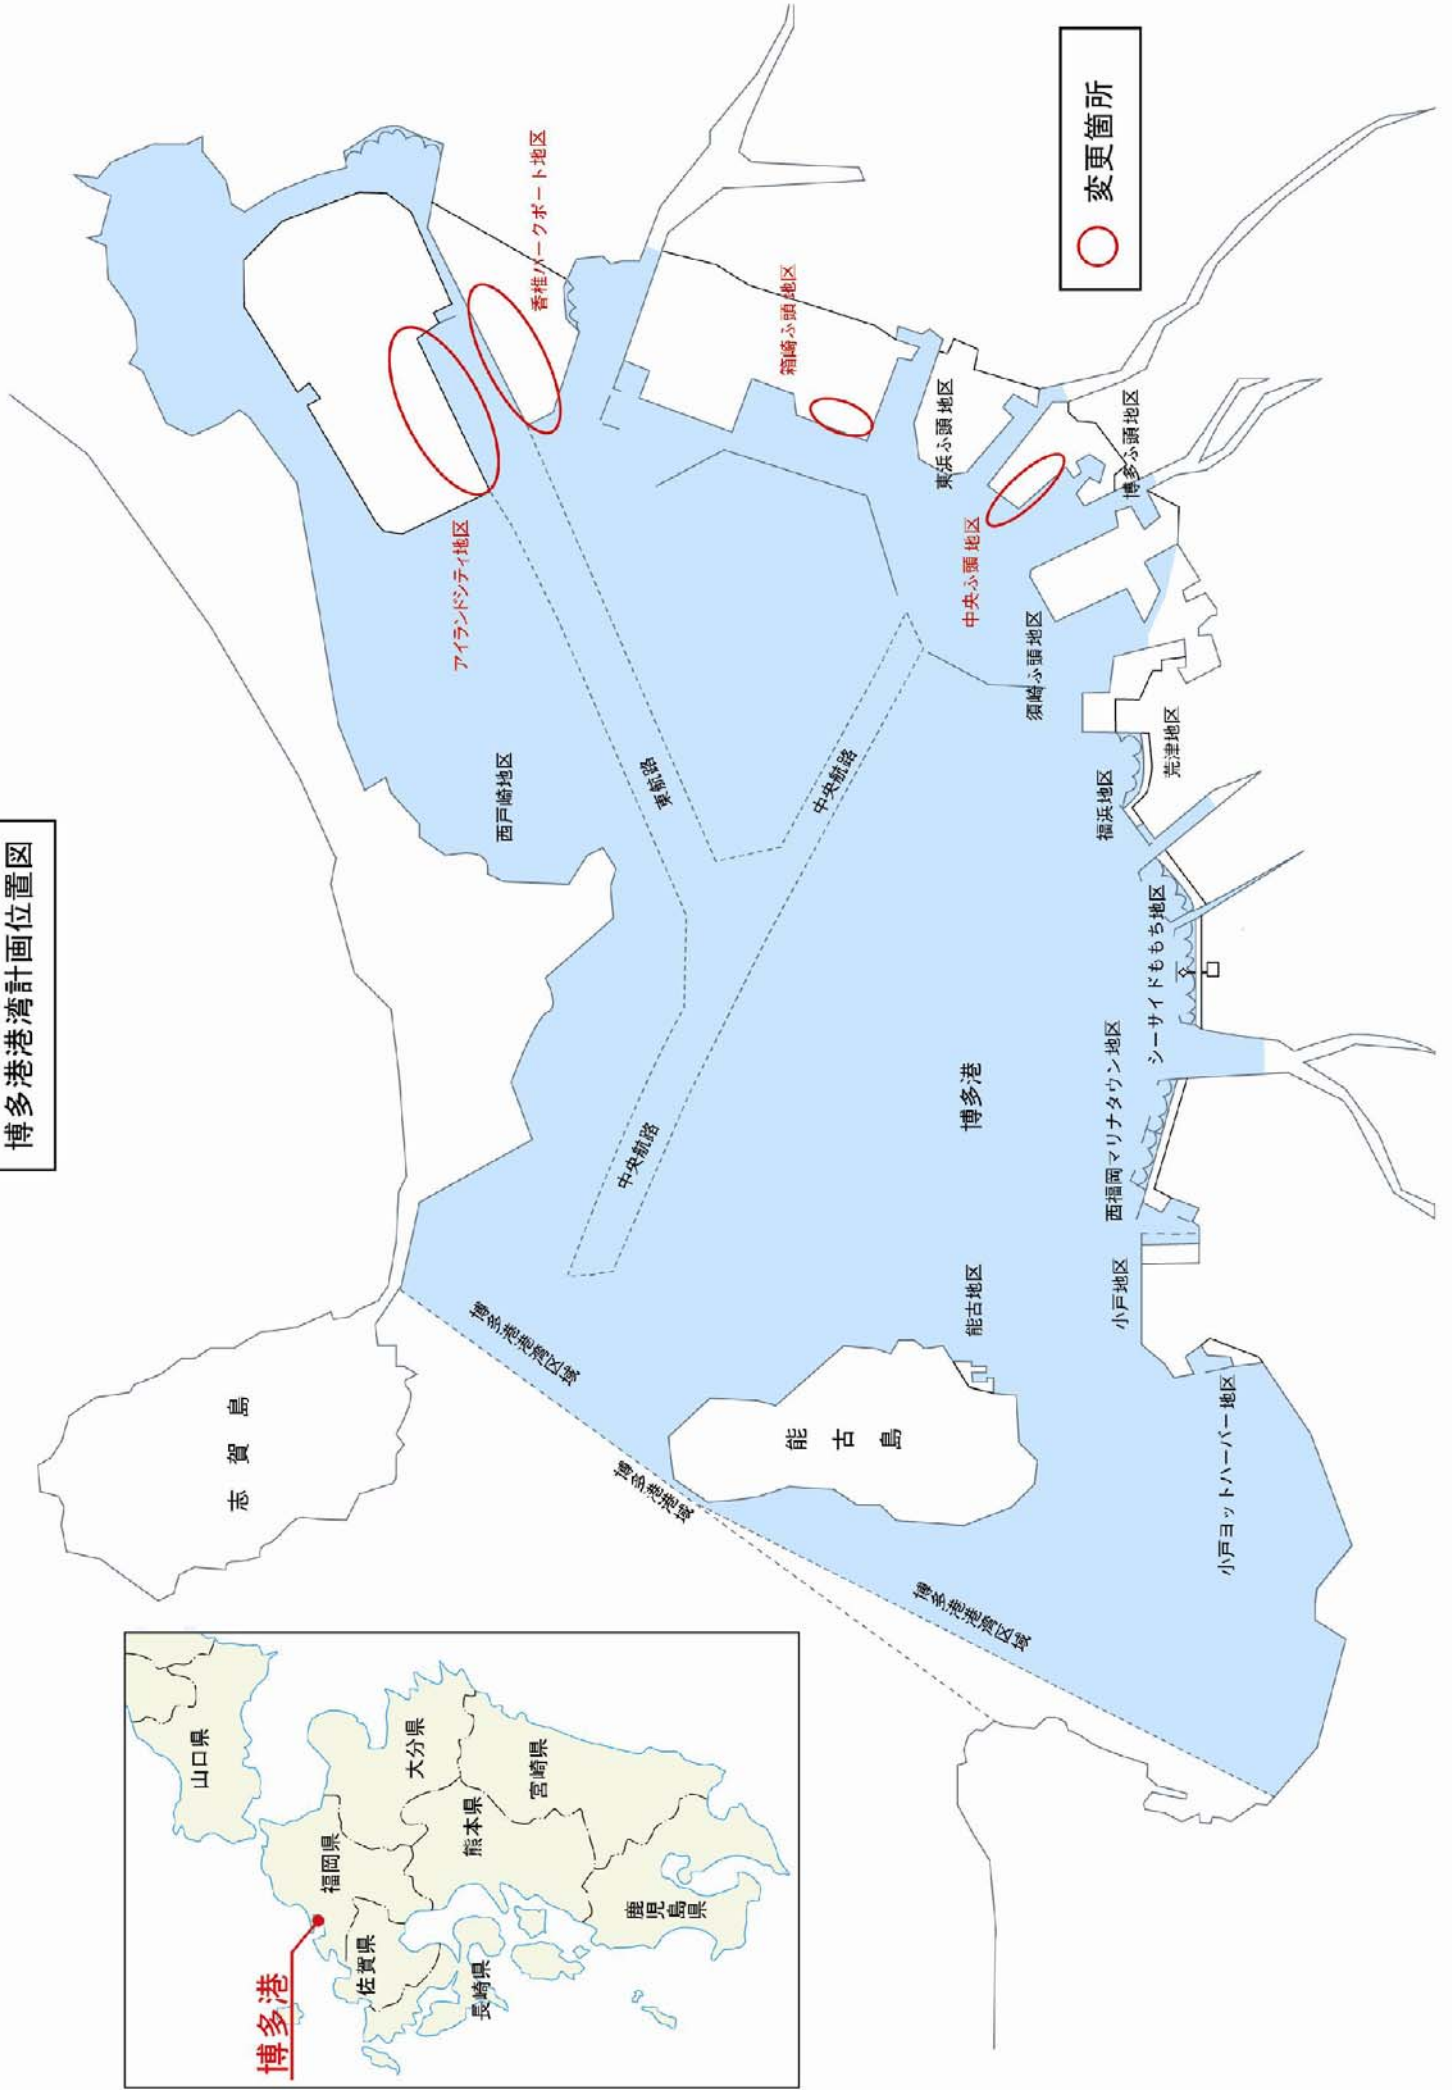 博多港港湾計画位置図
変更箇所
アイランドシティ地区
香椎パークポート地区
箱崎ふ頭地区
東浜ふ頭地区
中央ふ頭地区
博多ふ頭地区
須崎ふ頭地区
荒津地区
福浜地区
シーサイドももち地区
西福岡マリナタウン地区
小戸地区
小戸ヨットハーバー地区
能古地区
西戸崎地区
東航路
中央航路
中央航路
博多港
博多港港湾区域
博多港港域
博多港港湾区域
志賀島
能古島
博多港
山口県
福岡県
佐賀県
長崎県
大分県
熊本県
宮崎県
鹿児島県